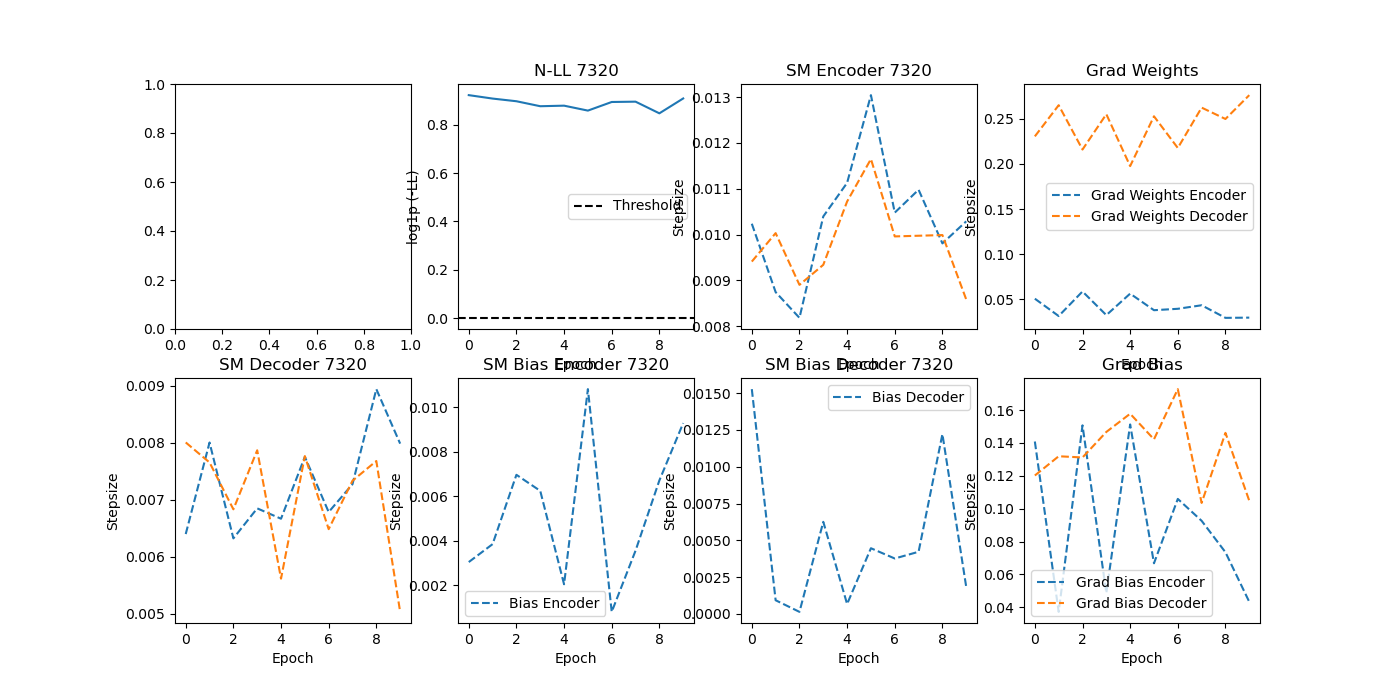 N-LL 7320
SM Encoder 7320
Grad Weights
1.0
0.8
0.6
0.4
0.2
0.0
0.0 0.2 0.4 0.6 0.8 1.0
log1p (-LL)
0.8
0.6
0.4
0.2
0.0
0 2 4 6 8
Epoch
Threshold
Stepsize
0.013
0.012
0.011
0.010
0.009
0.008
0 2 4 6 8
Epoch
Stepsize
0.25
0.20
0.15
0.10
0.05
0 2 4 6 8
Epoch
Grad Weights Encoder
Grad Weights Decoder
SM Decoder 7320
SM Bias Encoder 7320
SM Bias Decoder 7320
Grad Bias
Stepsize
0.009
0.008
0.007
0.006
0.005
0 2 4 6 8
Epoch
Stepsize
0.010
0.008
0.006
0.004
0.002
0 2 4 6 8
Epoch
Bias Encoder
Stepsize
0.0150
0.0125
0.0100
0.0075
0.0050
0.0025
0.0000
0 2 4 6 8
Epoch
Bias Decoder
Stepsize
0.16
0.14
0.12
0.10
0.08
0.06
0.04
0 2 4 6 8
Epoch
Grad Bias Encoder
Grad Bias Decoder